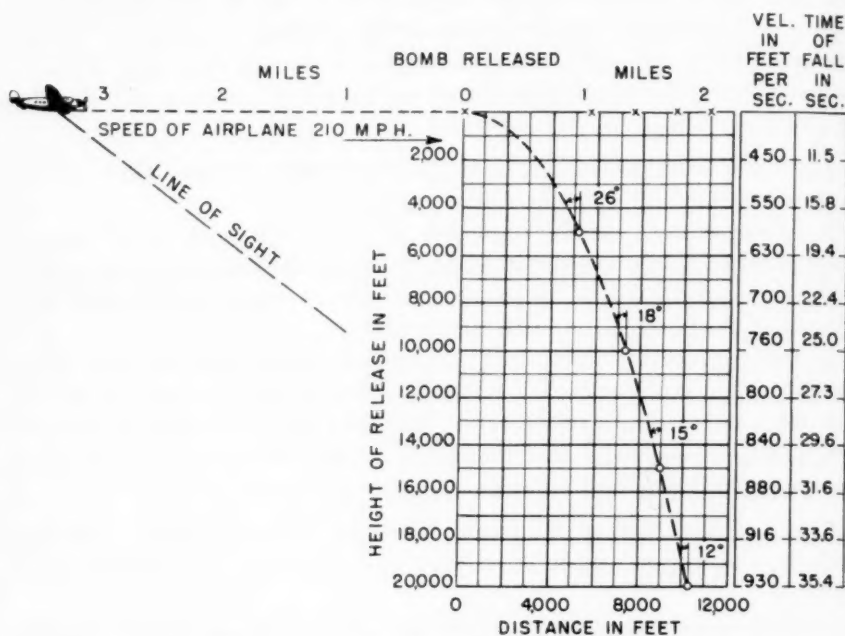 BOMB RELEASED
VEL. IN FEET PER SEC.
TIME OF FALL IN SEC.
MILES
MILES
3 2 1 0 1 2
SPEED OF AIRPLANE 210 M P H.
LINE OF SIGHT
HEIGHT OF RELEASE IN FEET
2,000 450 11.5
4,000 26° 550 15.8
6,000 630 19.4
8,000 18° 700 22.4
10,000 760 25.0
12,000 800 27.3
14,000 15° 840 29.6
16,000 880 31.6
18,000 12° 916 33.6
20,000 930 35.4
0 4,000 8,000 12,000
DISTANCE IN FEET